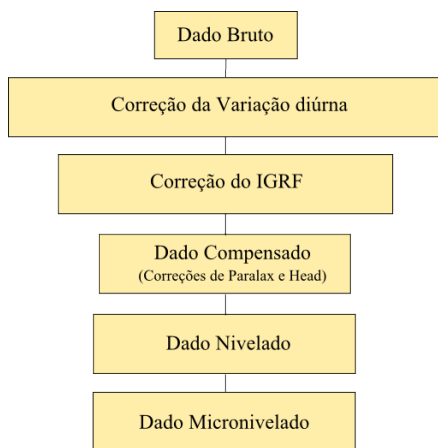 Dado Bruto
Correção da Variação diúrna
Correção do IGRF
Dado Compensado
(Correções de Paralax e Head)
Dado Nivelado
Dado Micronivelado